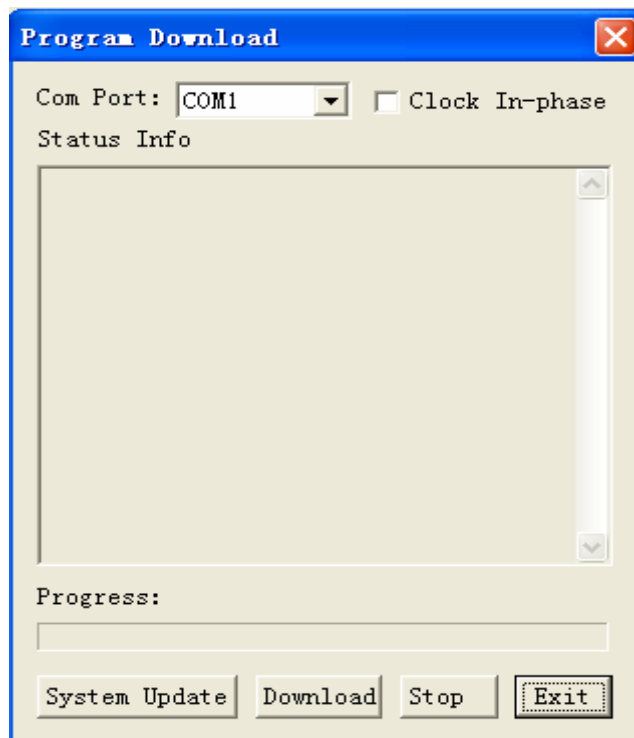 Program Download
Com Port: COM1 Clock In-phase
Status Info
Progress:
System Update Download Stop Exit